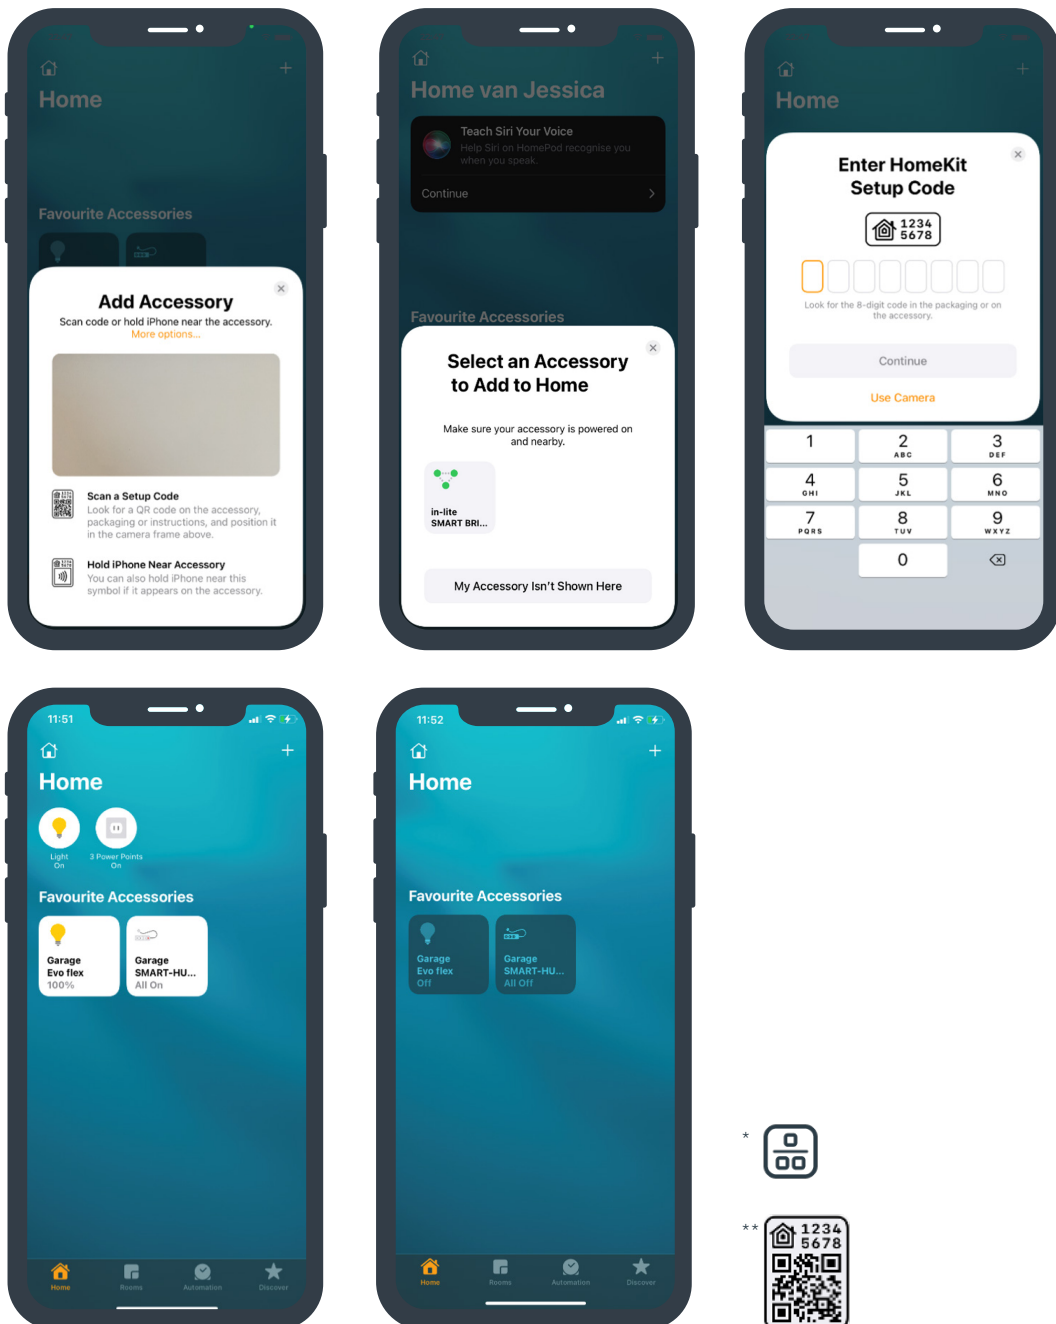 Home
Favourite Accessories
Add Accessory
Scan code or hold iPhone near the accessory.
More options...
Scan a Setup Code
Look for a QR code on the accessory,
packaging or instructions, and position it
in the camera frame above.
Hold iPhone Near Accessory
You can also hold iPhone near this
symbol if it appears on the accessory.
Home van Jessica
Teach Siri Your Voice
Help Siri on HomePod recognise you
when you speak.
Continue
Favourite Accessories
Select an Accessory
to Add to Home
Make sure your accessory is powered on
and nearby.
in-lite
SMART BRI...
My Accessory Isn't Shown Here
Home
Enter HomeKit
Setup Code
1234
5678
Look for the 8-digit code in the packaging or on
the accessory.
Continue
Use Camera
1 2 3
ABC DEF
4 5 6
GHI JKL MNO
7 8 9
PQRS TUV WXYZ
0
11:51
Home
Light
On
3 Power Points
On
Favourite Accessories
Garage
Evo flex
100%
Garage
SMART-HU...
All On
Home Rooms Automation Discover
11:52
Home
Favourite Accessories
Garage
Evo flex
Off
Garage
SMART-HU...
All Off
Home Rooms Automation Discover
*
**
1234
5678